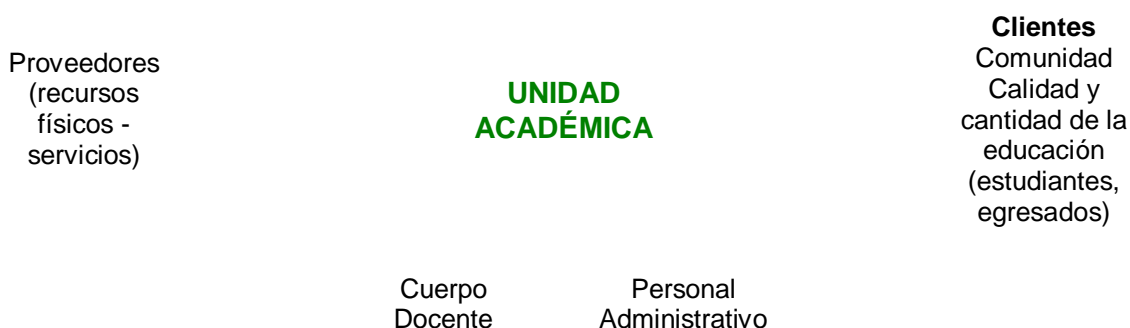 Proveedores
(recursos
físicos -
servicios)
UNIDAD
ACADÉMICA
Clientes
Comunidad
Calidad y
cantidad de la
educación
(estudiantes,
egresados)
Cuerpo
Docente
Personal
Administrativo